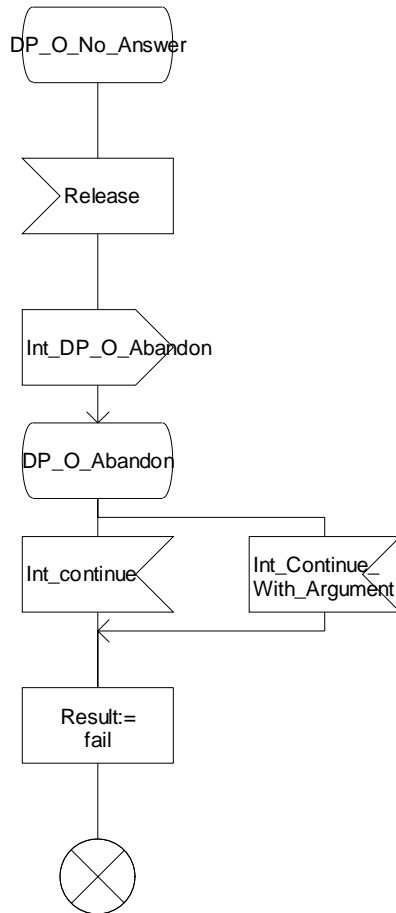 DP_O_No_Answer
Release
Int_DP_O_Abandon
DP_O_Abandon
Int_continue
Int_Continue_
With_Argument
Result:=
fail